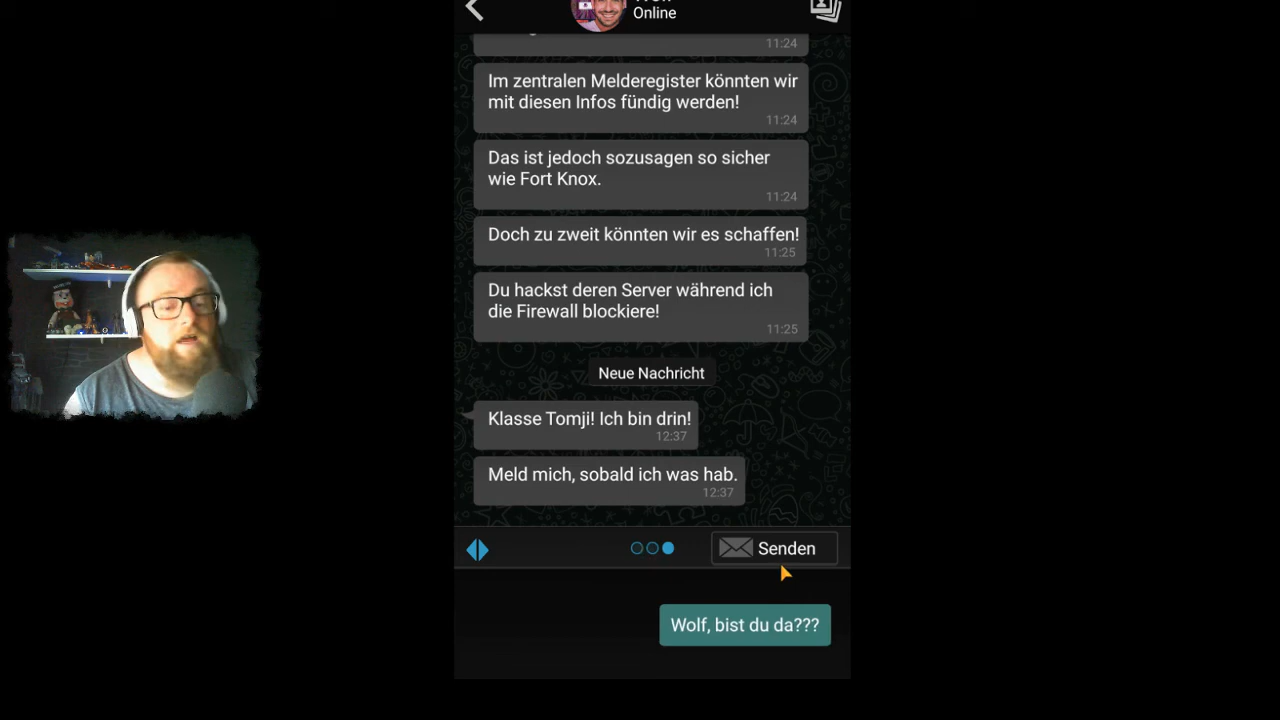 Online
11:24
Im zentralen Melderegister könnten wir
mit diesen Infos fündig werden!
11:24
Das ist jedoch sozusagen so sicher
wie Fort Knox.
11:24
Doch zu zweit könnten wir es schaffen!
11:25
Du hackst deren Server während ich
die Firewall blockiere!
11:25
Neue Nachricht
Klasse Tomji! Ich bin drin!
12:37
Meld mich, sobald ich was hab.
12:37
Senden
Wolf, bist du da???